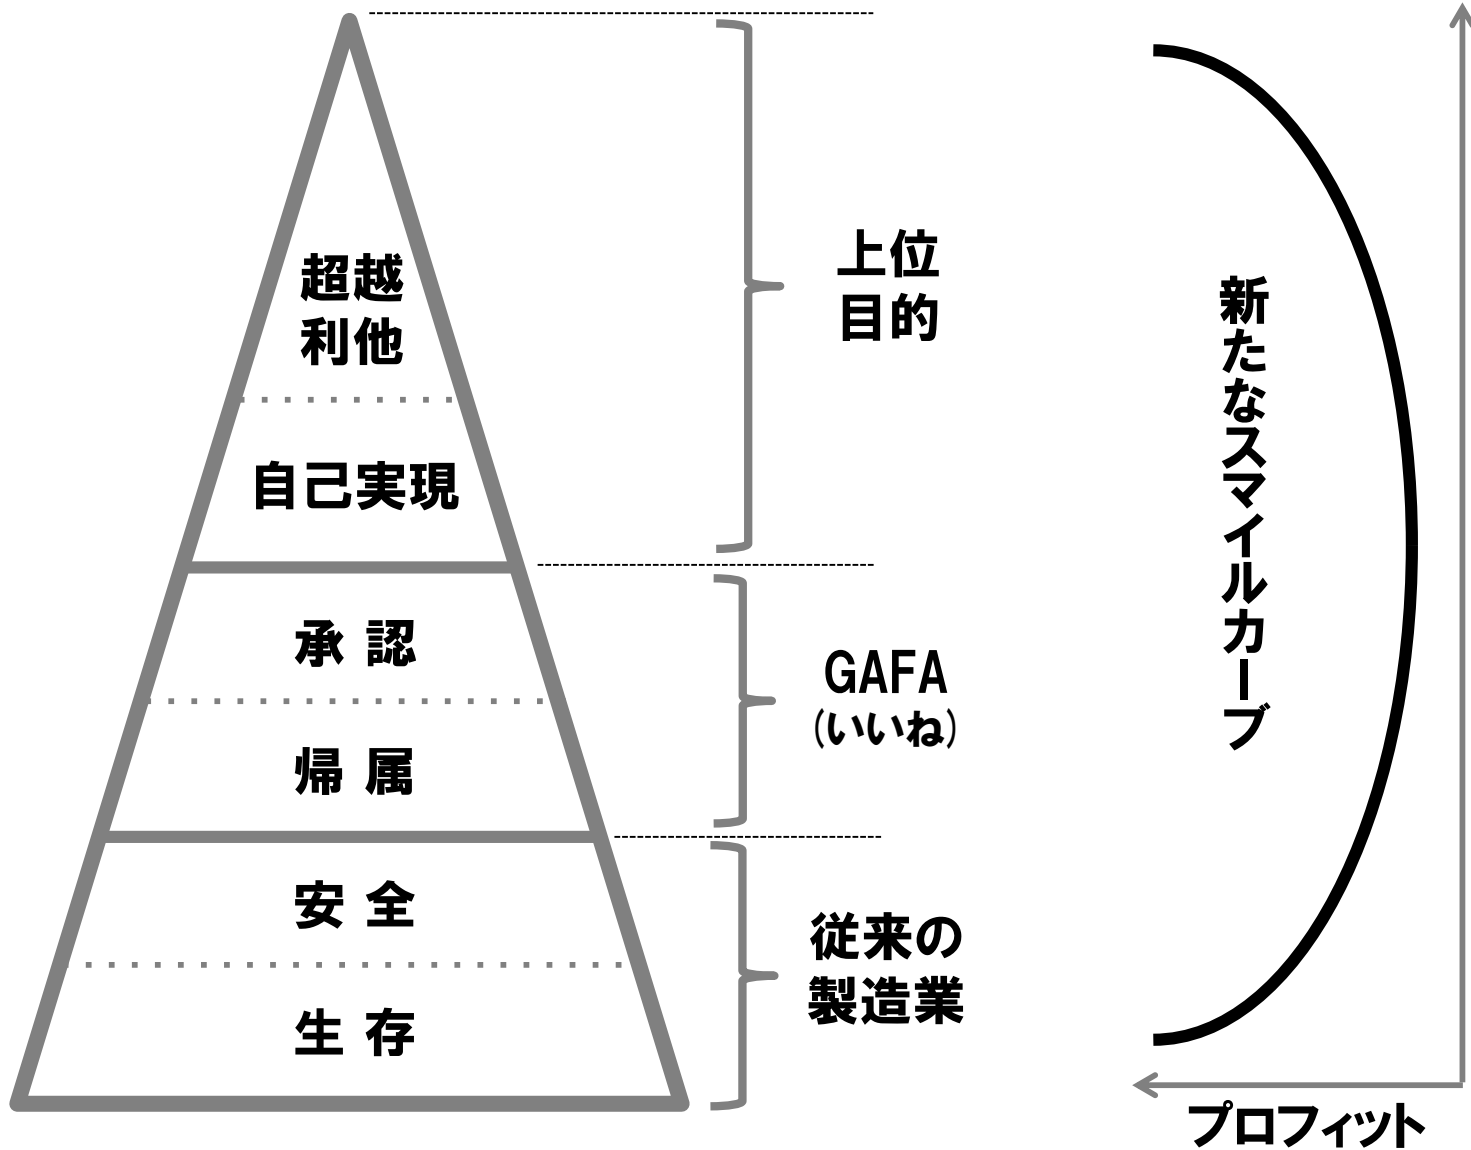 超越
利他
自己実現
承 認
帰 属
安 全
生 存
上位
目的
GAFA
(いいね)
従来の
製造業
新たなスマイルカーブ
プロフィット